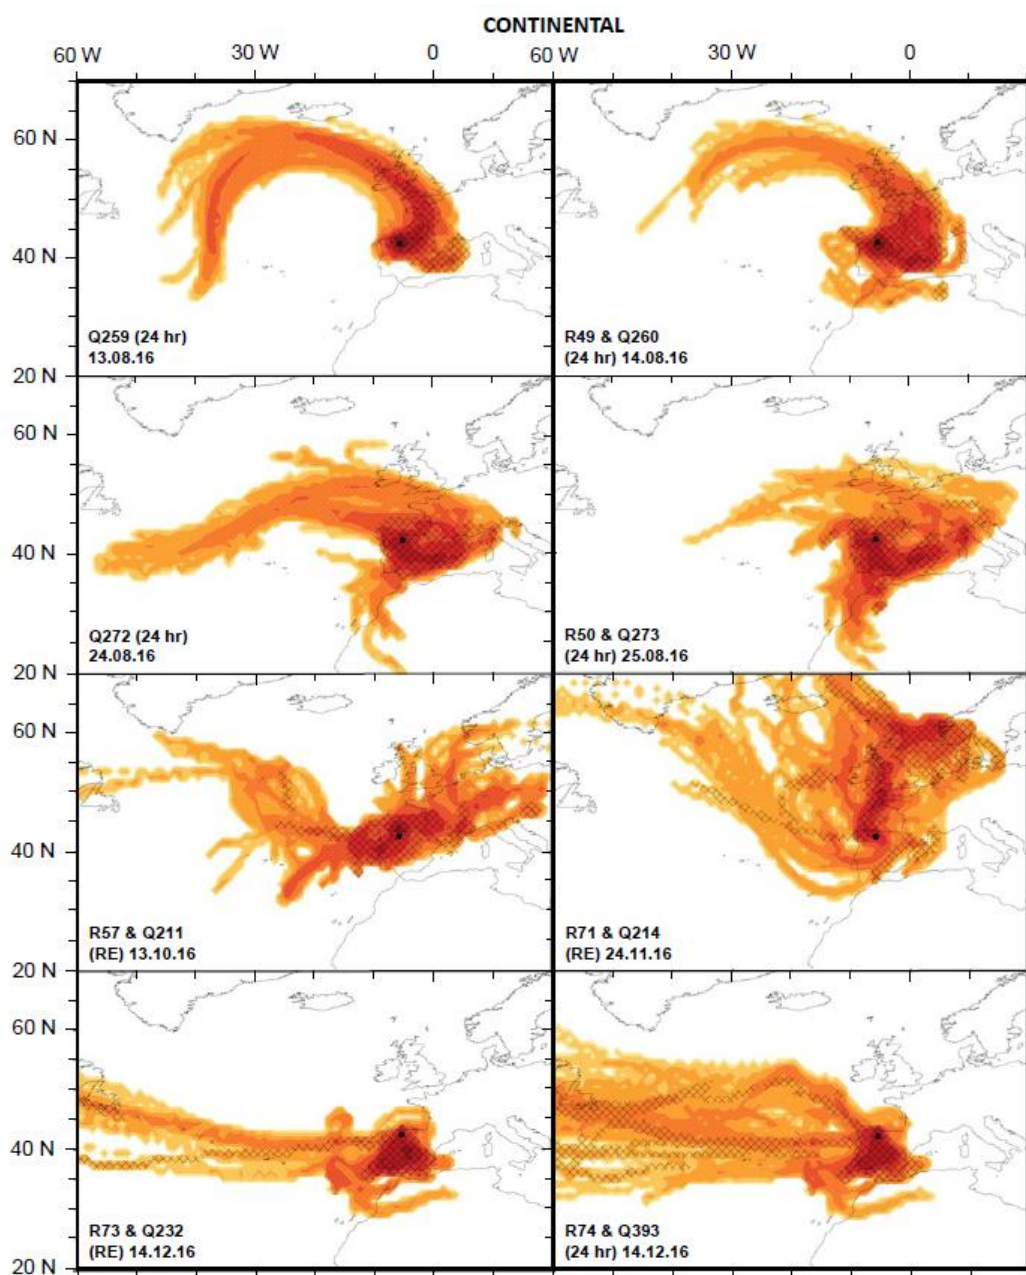 CONTINENTAL
60 W 30 W 0 60 W 30 W 0
60 N
40 N
Q259 (24 hr)
13.08.16
R49 & Q260
(24 hr) 14.08.16
20 N
60 N
40 N
Q272 (24 hr)
24.08.16
R50 & Q273
(24 hr) 25.08.16
20 N
60 N
40 N
R57 & Q211
(RE) 13.10.16
R71 & Q214
(RE) 24.11.16
20 N
60 N
40 N
R73 & Q232
(RE) 14.12.16
R74 & Q393
(24 hr) 14.12.16
20 N